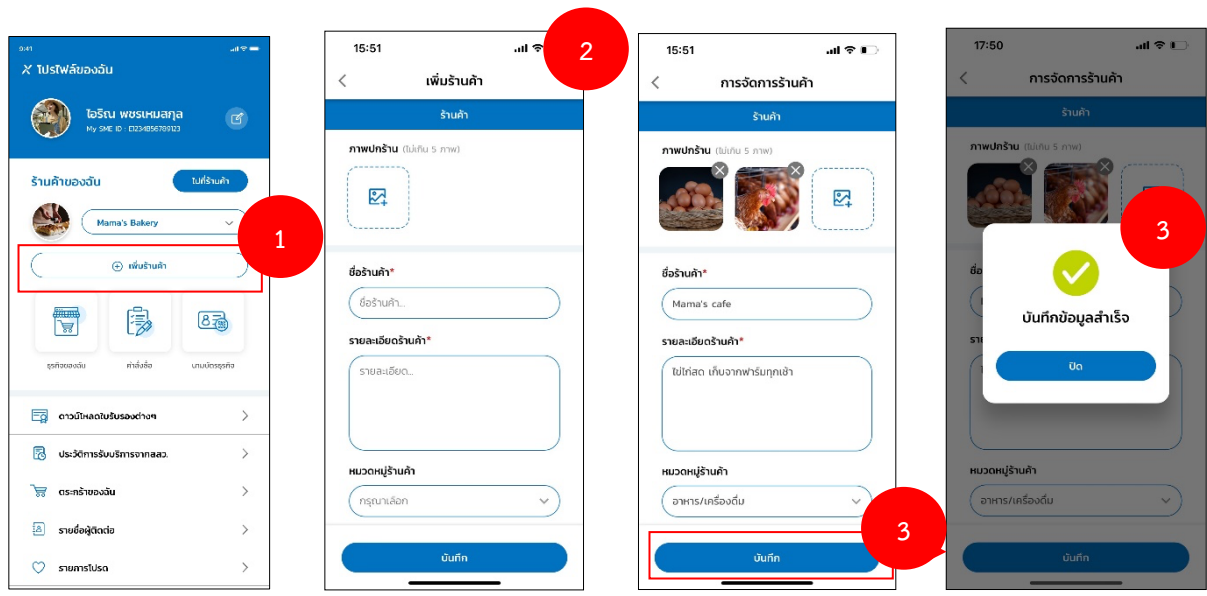 9:41
โปรไฟล์ของฉัน
ไอริณ พชรเหมสกุล
My SME ID : E1234856789123
ร้านค้าของฉัน
ไปที่ร้านค้า
Mama's Bakery
1
เพิ่มร้านค้า
ธุรกิจของฉัน
คำสั่งซื้อ
นามบัตรธุรกิจ
ดาวน์โหลดใบรับรองต่างๆ
ประวัติการรับบริการจากสสว.
ตระกร้าของฉัน
รายชื่อผู้ติดต่อ
รายการโปรด
15:51
2
เพิ่มร้านค้า
ร้านค้า
ภาพปกร้าน (ไม่เกิน 5 ภาพ)
ชื่อร้านค้า*
ชื่อร้านค้า...
รายละเอียดร้านค้า*
รายละเอียด...
หมวดหมู่ร้านค้า
กรุณาเลือก
บันทึก
15:51
การจัดการร้านค้า
ร้านค้า
ภาพปกร้าน (ไม่เกิน 5 ภาพ)
ชื่อร้านค้า*
Mama's cafe
รายละเอียดร้านค้า*
ไข่ไก่สด เก็บจากฟาร์มทุกเช้า
หมวดหมู่ร้านค้า
อาหาร/เครื่องดื่ม
3
บันทึก
17:50
การจัดการร้านค้า
ร้านค้า
ภาพปกร้าน (ไม่เกิน 5 ภาพ)
3
บันทึกข้อมูลสำเร็จ
ปิด
หมวดหมู่ร้านค้า
อาหาร/เครื่องดื่ม
บันทึก